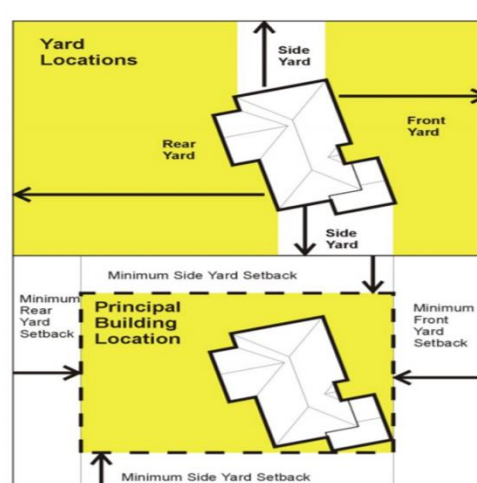 Yard
Locations
Side
Yard
Front
Yard
Rear
Yard
Side
Yard
Minimum Side Yard Setback
Minimum
Rear
Yard
Setback
Principal
Building
Location
Minimum
Front
Yard
Setback
Minimum Side Yard Setback